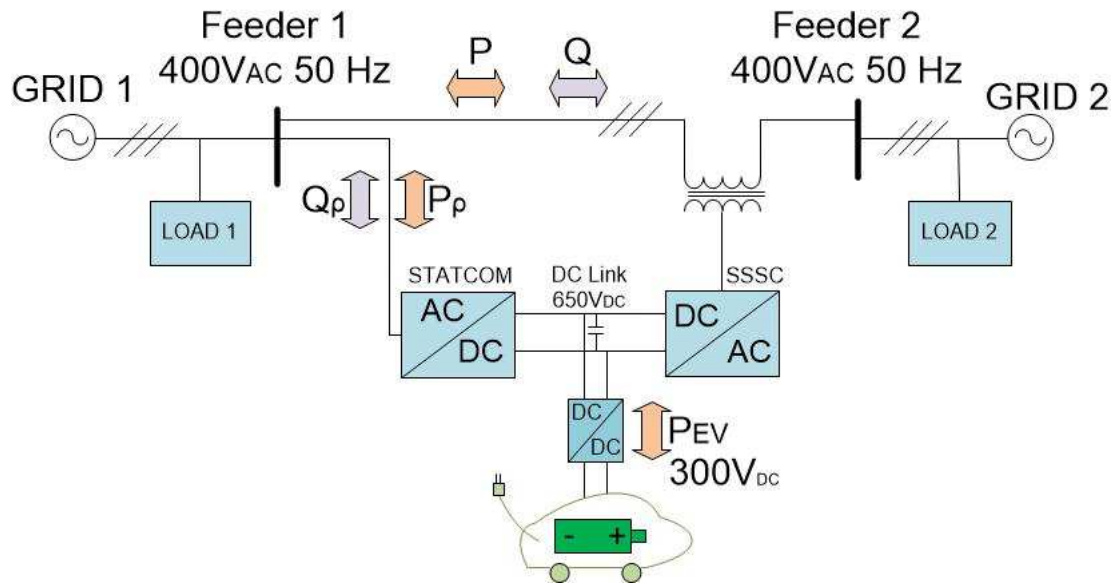 Feeder 1
400VAC 50 Hz
GRID 1
P
Q
Feeder 2
400VAC 50 Hz
GRID 2
LOAD 1
Qρ
Pρ
LOAD 2
STATCOM
DC Link
650VDC
SSSC
AC
DC
DC
AC
DC
DC
PEV
300VDC
- +